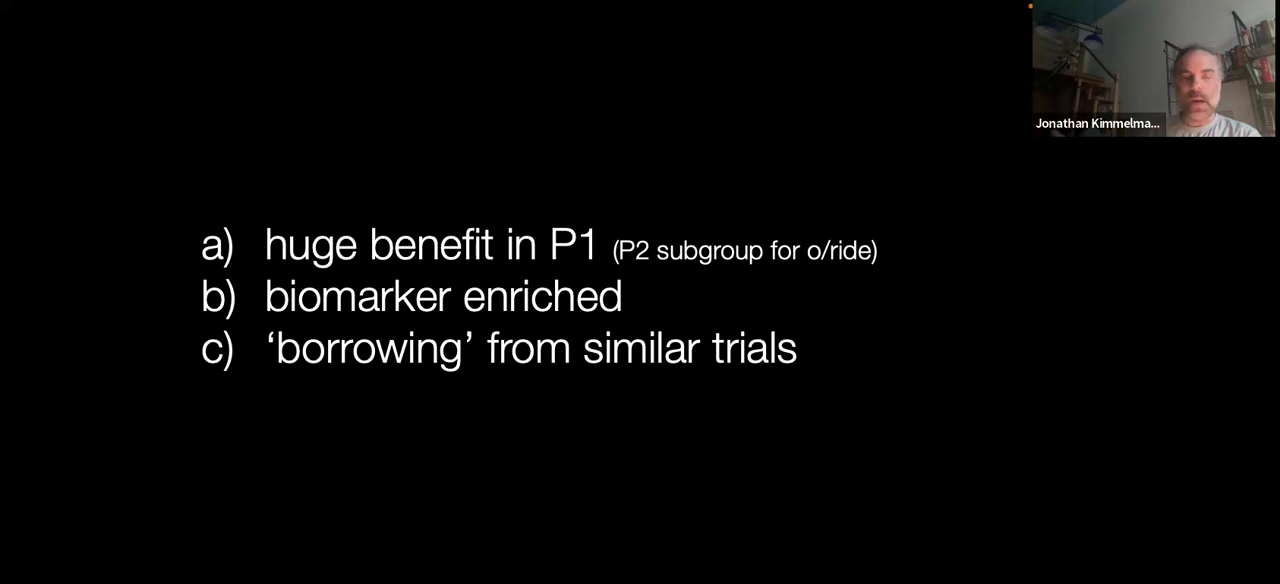 Jonathan Kimmelma...
a) huge benefit in P1 (P2 subgroup for o/ride)
b) biomarker enriched
c) ‘borrowing’ from similar trials